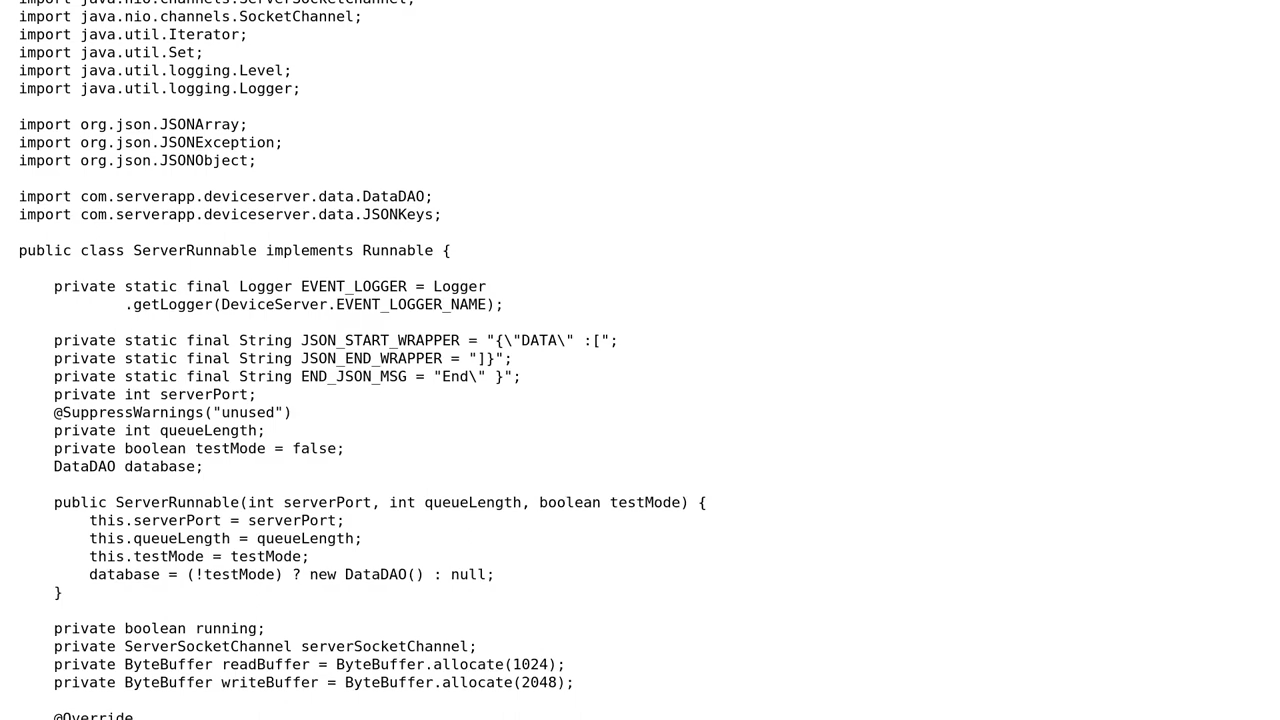 import java.nio.channels.ServerSocketChannel;
import java.nio.channels.SocketChannel;
import java.util.Iterator;
import java.util.Set;
import java.util.logging.Level;
import java.util.logging.Logger;

import org.json.JSONArray;
import org.json.JSONException;
import org.json.JSONObject;

import com.serverapp.deviceserver.data.DataDAO;
import com.serverapp.deviceserver.data.JSONKeys;

public class ServerRunnable implements Runnable {

    private static final Logger EVENT_LOGGER = Logger
            .getLogger(DeviceServer.EVENT_LOGGER_NAME);

    private static final String JSON_START_WRAPPER = "{\"DATA\" :[";
    private static final String JSON_END_WRAPPER = "]}";
    private static final String END_JSON_MSG = "End\" }";
    private int serverPort;
    @SuppressWarnings("unused")
    private int queueLength;
    private boolean testMode = false;
    DataDAO database;

    public ServerRunnable(int serverPort, int queueLength, boolean testMode) {
        this.serverPort = serverPort;
        this.queueLength = queueLength;
        this.testMode = testMode;
        database = (!testMode) ? new DataDAO() : null;
    }

    private boolean running;
    private ServerSocketChannel serverSocketChannel;
    private ByteBuffer readBuffer = ByteBuffer.allocate(1024);
    private ByteBuffer writeBuffer = ByteBuffer.allocate(2048);

    @Override